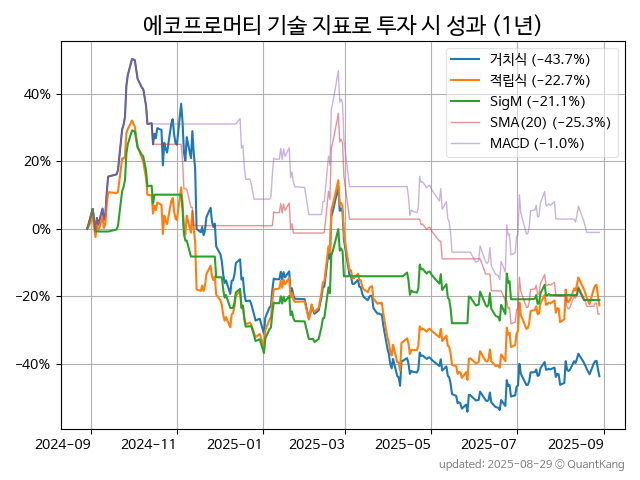 에코프로머티 기술 지표로 투자 시 성과 (1년)
거치식 (−43.7%)
적립식 (−22.7%)
SigM (−21.1%)
SMA(20) (−25.3%)
MACD (−1.0%)
40%
20%
0%
−20%
−40%
2024-09 2024-11 2025-01 2025-03 2025-05 2025-07 2025-09
updated: 2025-08-29 © QuantKang